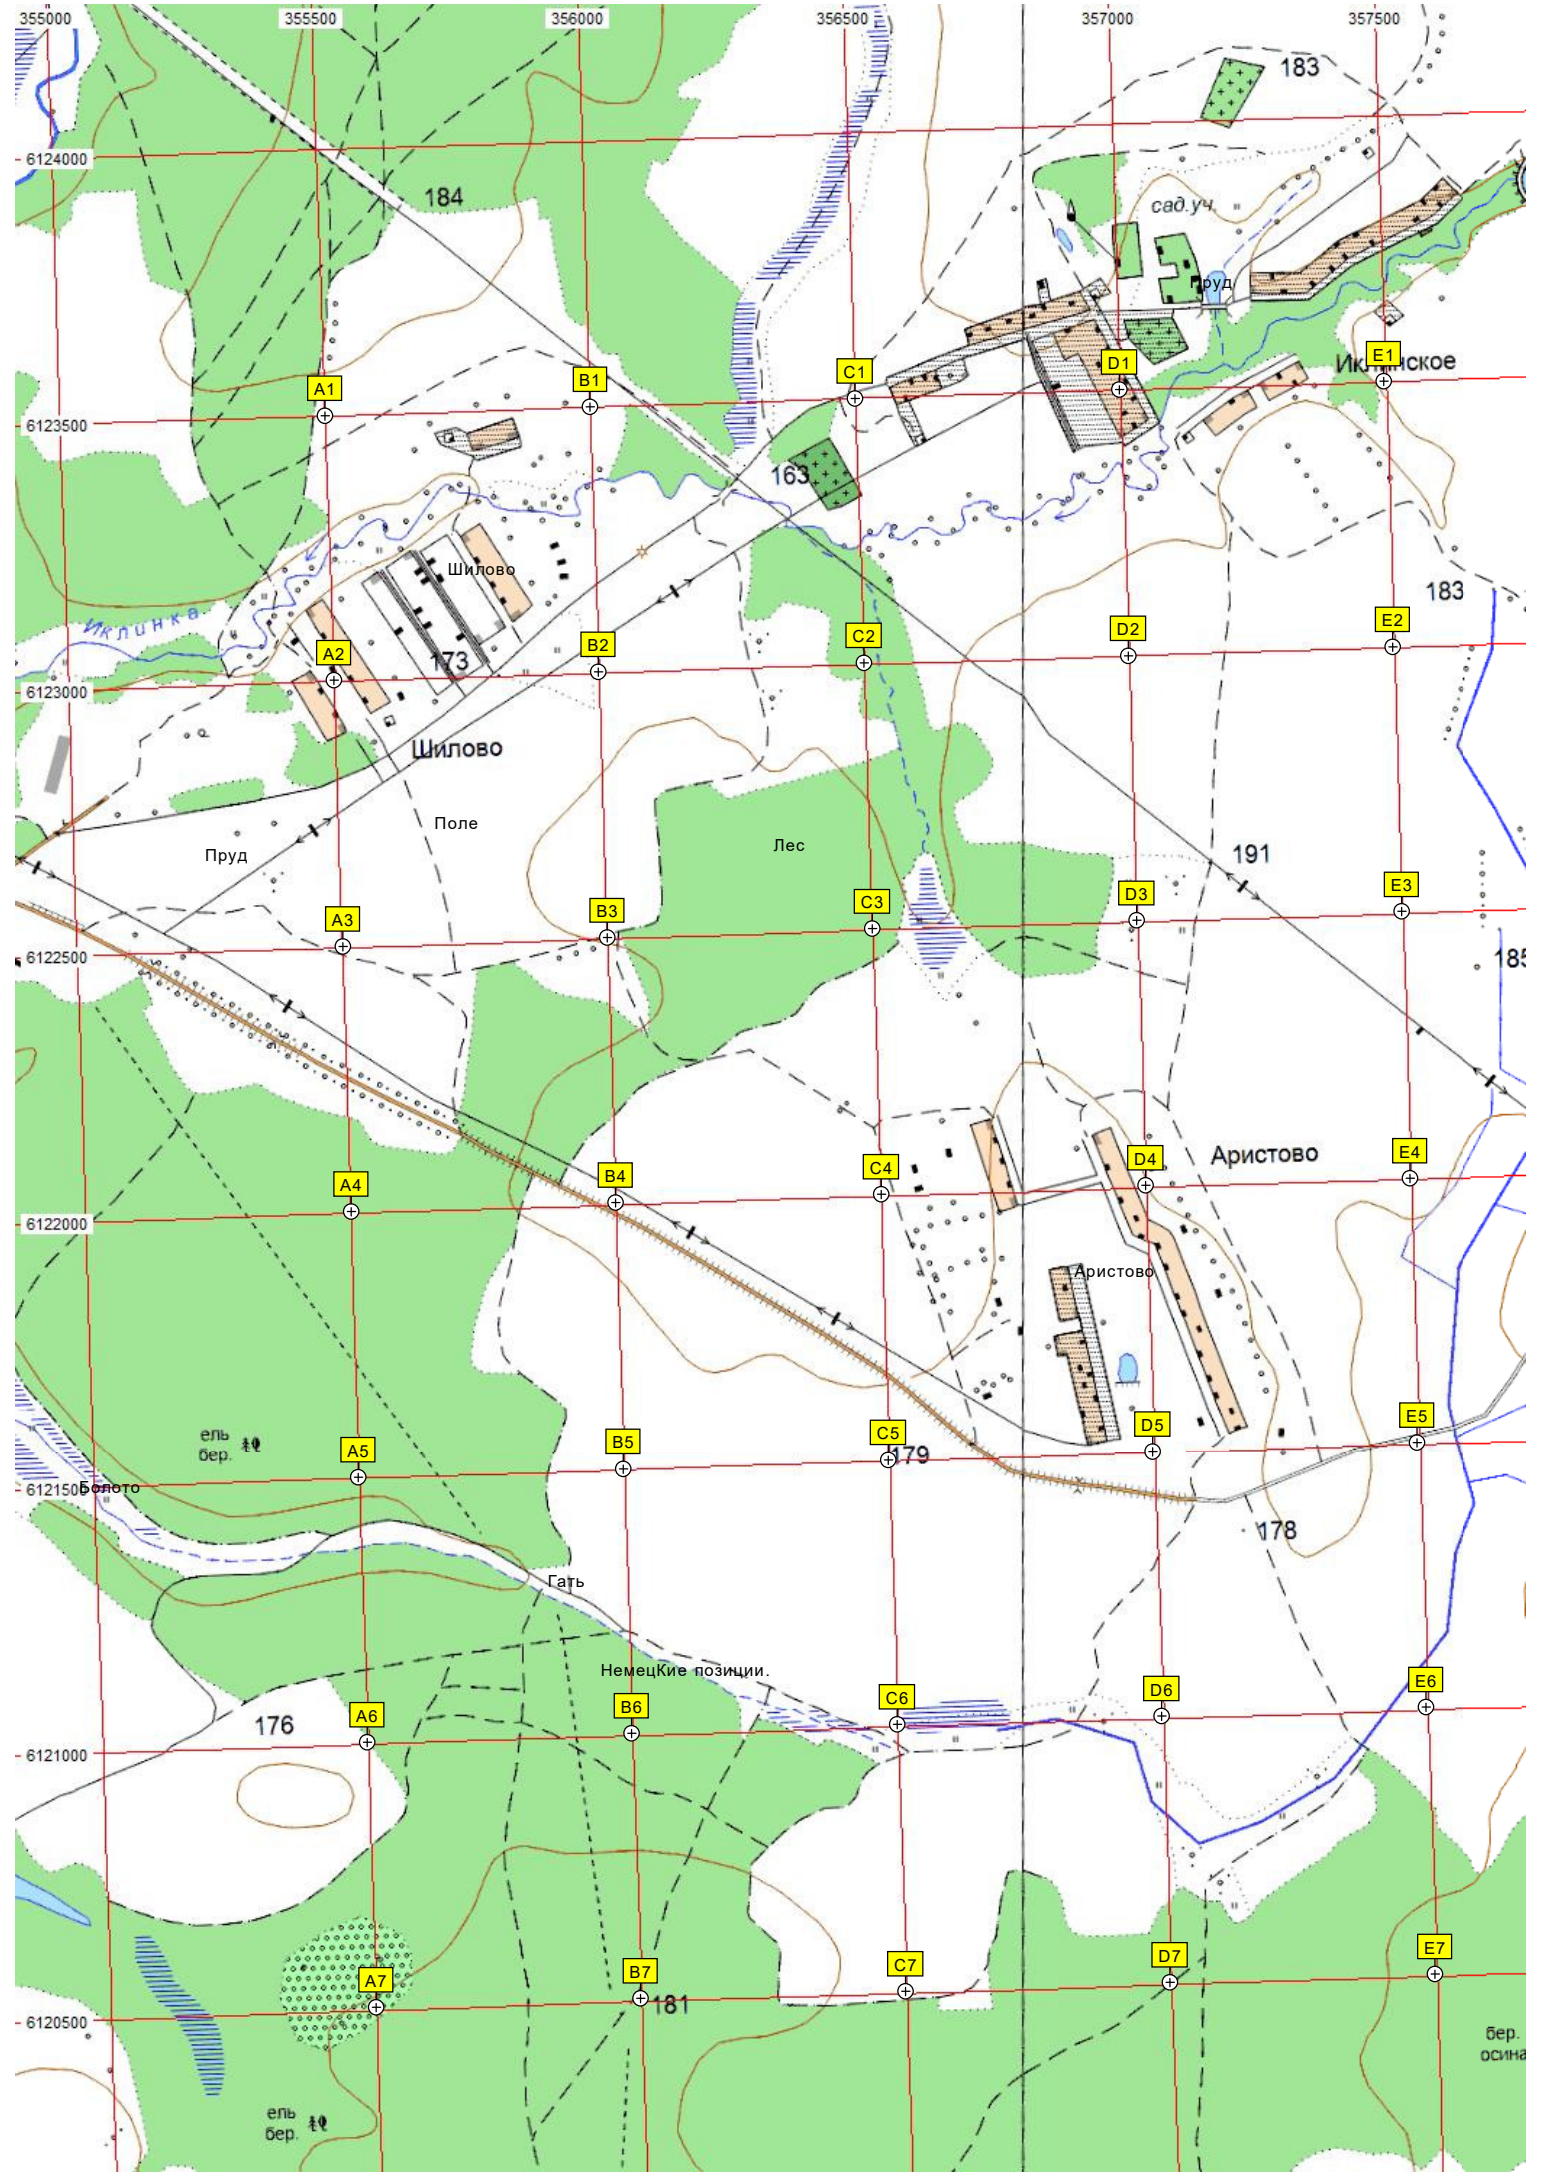 355000 355500 356000 356500 357000 357500
183
6124000
184
сад.уч.
Пруд
Иклинское
E1
D1
C1
B1
A1
6123500
163
Шилово
183
Иклинка
E2
D2
C2
B2
A2
173
6123000
Шилово
Поле
Лес
Пруд
191
E3
D3
C3
B3
A3
6122500
185
Аристово
E4
D4
C4
B4
A4
6122000
Аристово
ель
бер.
E5
D5
C5
B5
A5
179
6121500
Болото
178
Гать
НемецКие позиции.
E6
D6
C6
B6
A6
176
6121000
E7
D7
C7
B7
A7
181
6120500
бер.
осина
ель
бер.